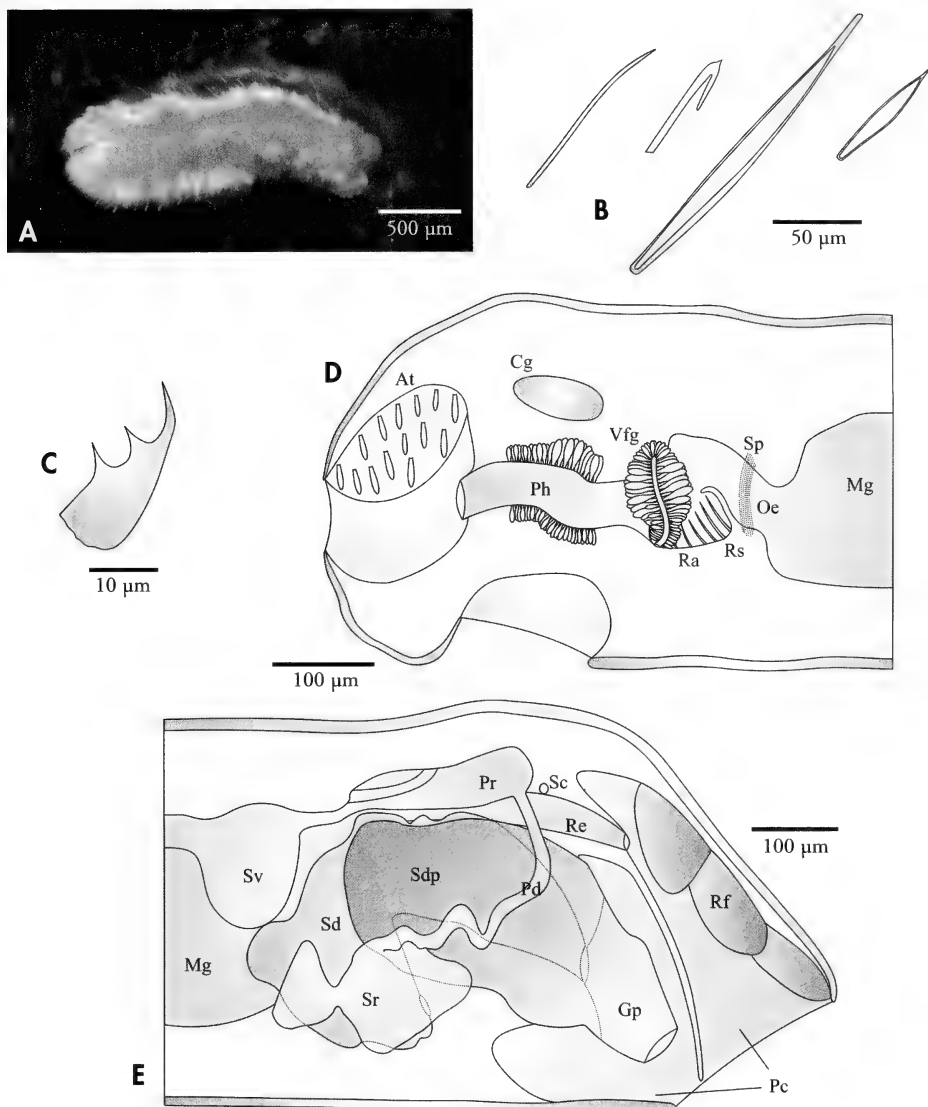 A
500 µm
B
50 µm
C
10 µm
D
At
Cg
Vfg
Sp
Ph
Mg
Oe
Ra
Rs
100 µm
Pr
Sc
Re
100 µm
Sv
Sdp
Pd
Rf
Sd
Mg
Sr
Gp
E
Pc